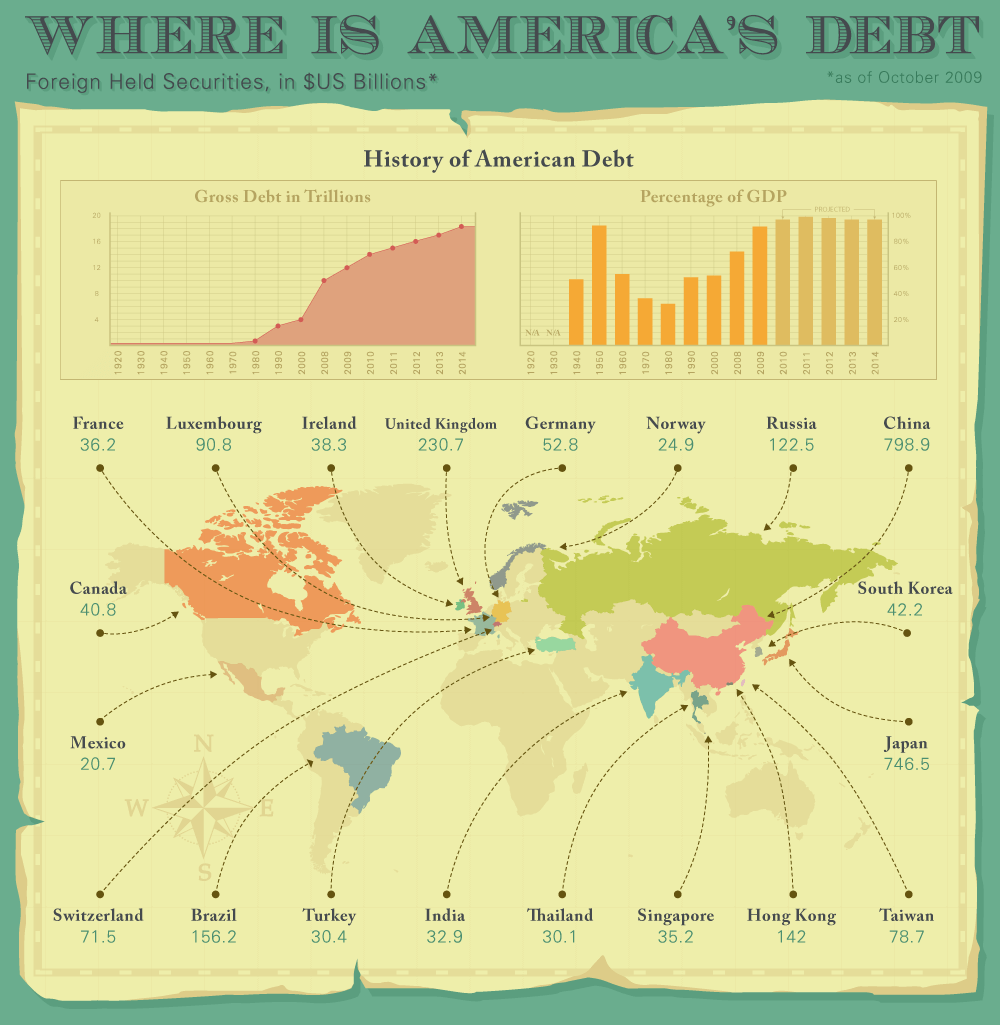 WHERE IS AMERICA'S DEBT
Foreign Held Securities, in $US Billions*
*as of October 2009
History of American Debt
Gross Debt in Trillions
20
16
12
8
4
1920 1930 1940 1950 1960 1970 1980 1990 2000 2008 2009 2010 2011 2012 2013 2014
Percentage of GDP
PROJECTED
100%
80%
60%
40%
20%
N/A N/A
1920 1930 1940 1950 1960 1970 1980 1990 2000 2008 2009 2010 2011 2012 2013 2014
France Luxembourg Ireland United Kingdom Germany Norway Russia China
36.2 90.8 38.3 230.7 52.8 24.9 122.5 798.9
Canada South Korea
40.8 42.2
Mexico Japan
20.7 746.5
N
W E
S
Switzerland Brazil Turkey India Thailand Singapore Hong Kong Taiwan
71.5 156.2 30.4 32.9 30.1 35.2 142 78.7